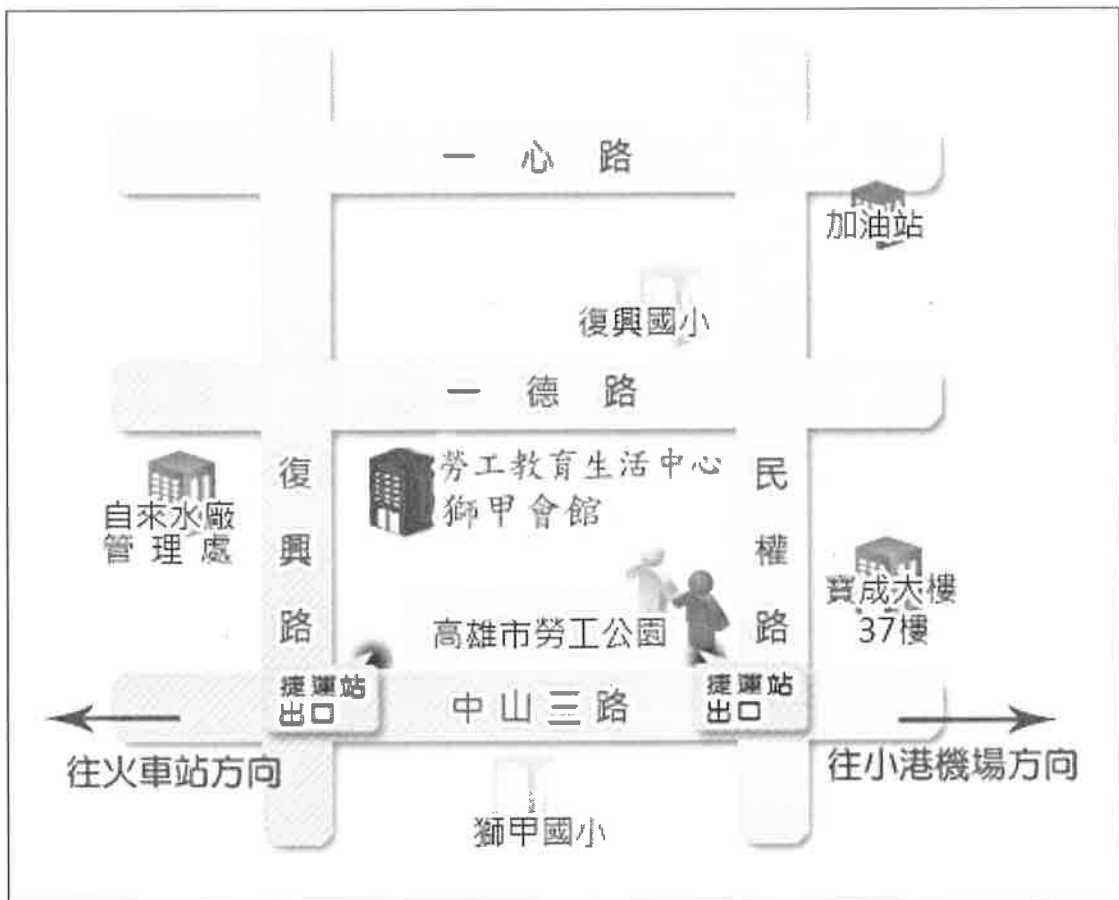 一心路
加油站
復興國小
一德路
勞工教育生活中心
獅甲會館
復興路
民權路
自來水廠
管理處
寶成大樓
37樓
高雄市勞工公園
捷運站
出口
中山三路
捷運站
出口
往火車站方向
往小港機場方向
獅甲國小